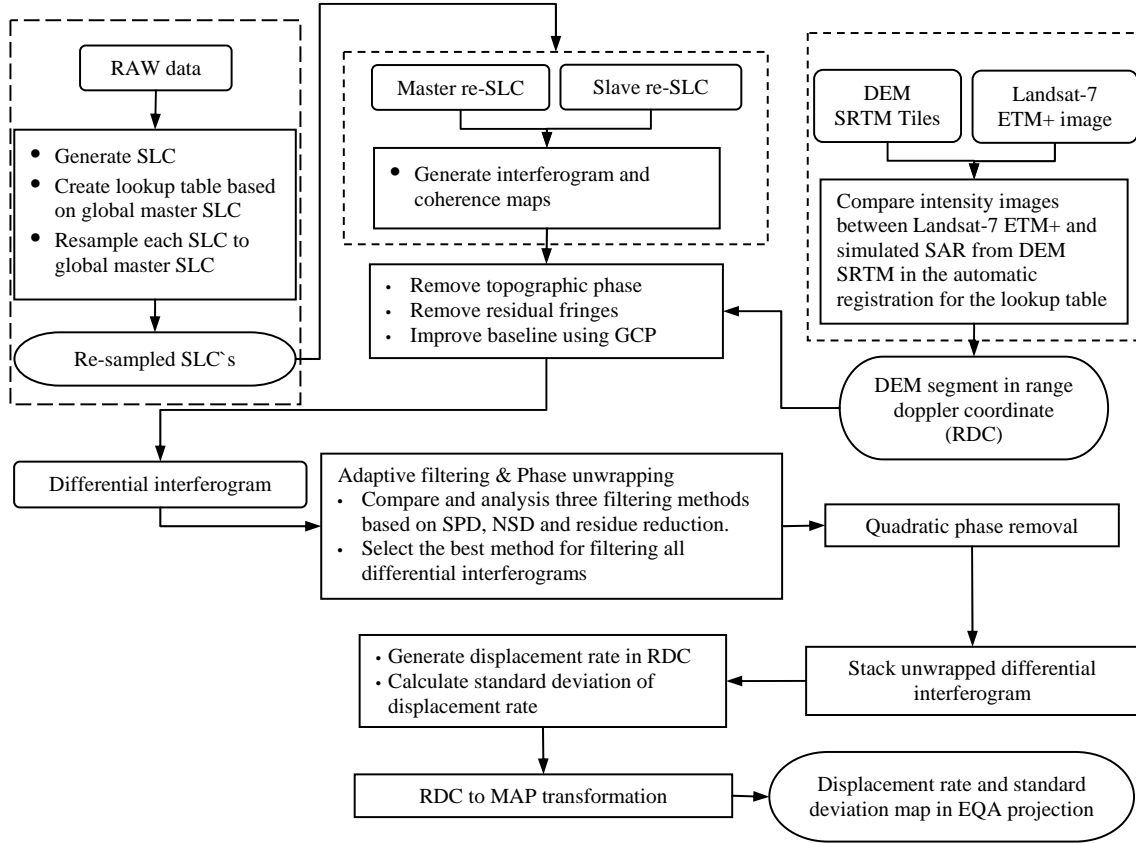 RAW data
• Generate SLC
• Create lookup table based
on global master SLC
• Resample each SLC to
global master SLC
Re-sampled SLC`s
Master re-SLC
Slave re-SLC
• Generate interferogram and
coherence maps
DEM
SRTM Tiles
Landsat-7
ETM+ image
Compare intensity images
between Landsat-7 ETM+ and
simulated SAR from DEM
SRTM in the automatic
registration for the lookup table
• Remove topographic phase
• Remove residual fringes
• Improve baseline using GCP
DEM segment in range
doppler coordinate
(RDC)
Differential interferogram
Adaptive filtering & Phase unwrapping
• Compare and analysis three filtering methods
based on SPD, NSD and residue reduction.
• Select the best method for filtering all
differential interferograms
Quadratic phase removal
Stack unwrapped differential
interferogram
• Generate displacement rate in RDC
• Calculate standard deviation of
displacement rate
RDC to MAP transformation
Displacement rate and standard
deviation map in EQA projection